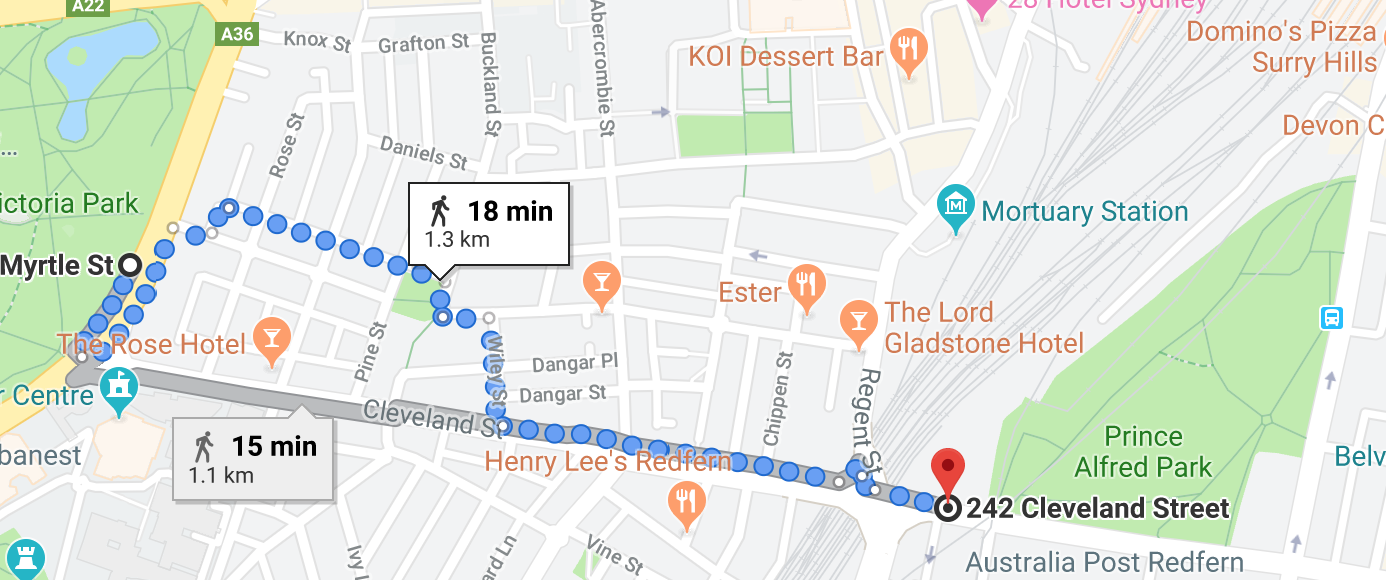 A22
A36
28 Hotel Sydney
Knox St
Grafton St
Buckland St
Abercrombie St
KOI Dessert Bar
Domino's Pizza
Surry Hills
Devon C
...
Rose St
Daniels St
ictoria Park
18 min
1.3 km
Mortuary Station
Myrtle St
Ester
The Lord
Gladstone Hotel
The Rose Hotel
Pine St
Wiley St
Dangar Pl
Dangar St
Chippen St
Regent St
r Centre
Cleveland St
15 min
1.1 km
banest
Henry Lee's Redfern
Prince
Alfred Park
Belv
242 Cleveland Street
Australia Post Redfern
Ivy L
ard Ln
Vine St